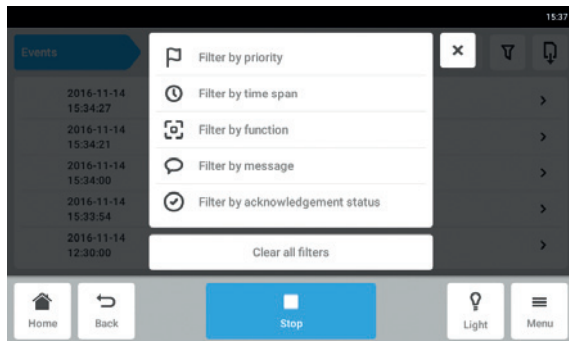 15:37
Events
Filter by priority
Filter by time span
Filter by function
Filter by message
Filter by acknowledgement status
Clear all filters
2016-11-14
15:34:27
2016-11-14
15:34:21
2016-11-14
15:34:00
2016-11-14
15:33:54
2016-11-14
12:30:00
Home
Back
Stop
Light
Menu